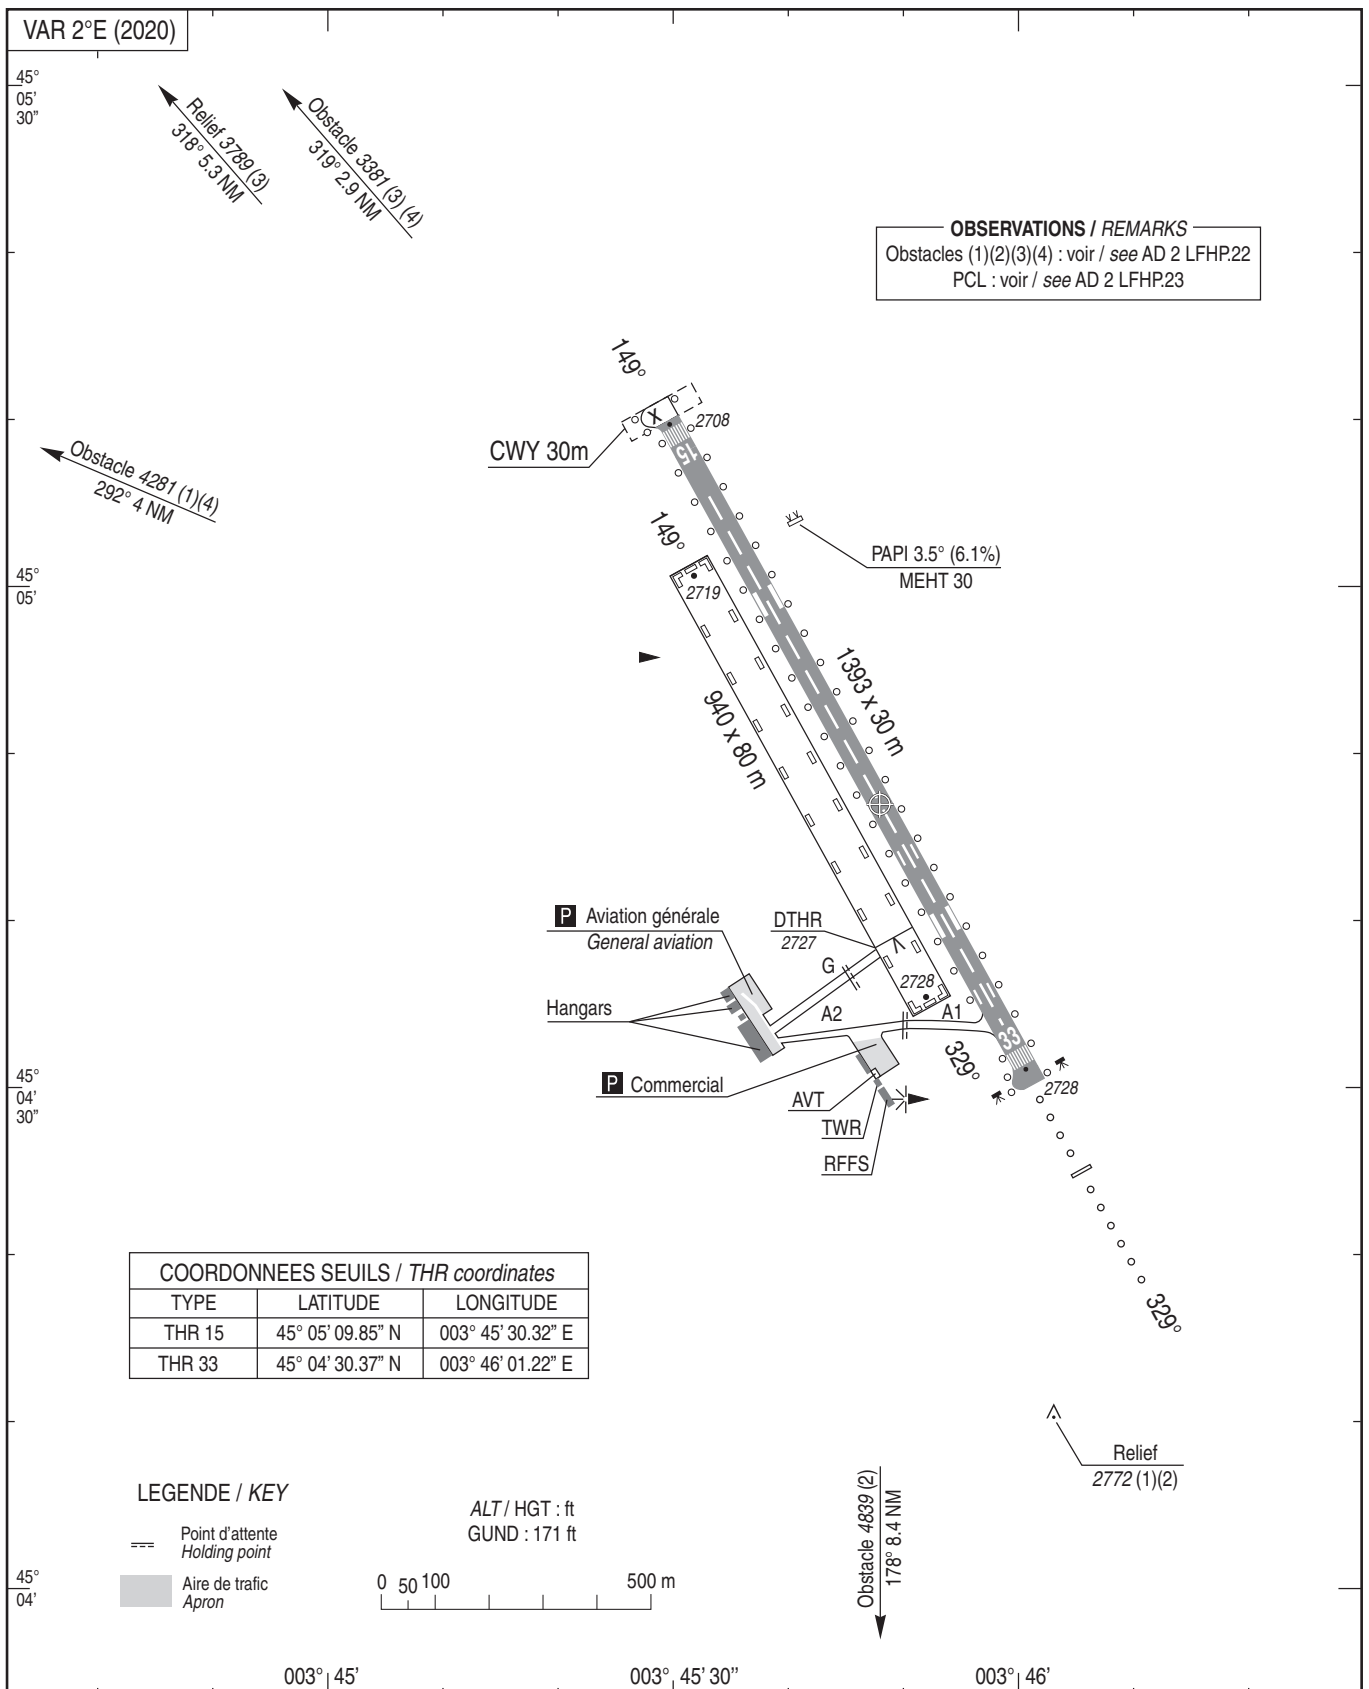 VAR 2°E (2020)
45°
05'
30"
Relief 3789 (3)
318° 5.3 NM
Obstacle 3381 (3) (4)
319° 2.9 NM
OBSERVATIONS / REMARKS
Obstacles (1)(2)(3)(4) : voir / see AD 2 LFHP.22
PCL : voir / see AD 2 LFHP.23
149°
X
2708
CWY 30m
15
Obstacle 4281 (1)(4)
292° 4 NM
149°
2719
PAPI 3.5° (6.1%)
MEHT 30
45°
05'
1393 x 30 m
940 x 80 m
P Aviation générale
General aviation
DTHR
2727
G
2728
Hangars
A2
A1
33
329°
2728
P Commercial
AVT
TWR
RFFS
45°
04'
30"
329°
COORDONNEES SEUILS / THR coordinates
TYPE LATITUDE LONGITUDE
THR 15 45° 05' 09.85" N 003° 45' 30.32" E
THR 33 45° 04' 30.37" N 003° 46' 01.22" E
Relief
2772 (1)(2)
LEGENDE / KEY
Point d'attente
Holding point
Aire de trafic
Apron
ALT / HGT : ft
GUND : 171 ft
0 50 100 500 m
Obstacle 4839 (2)
178° 8.4 NM
45°
04'
003° 45'
003° 45' 30"
003° 46'